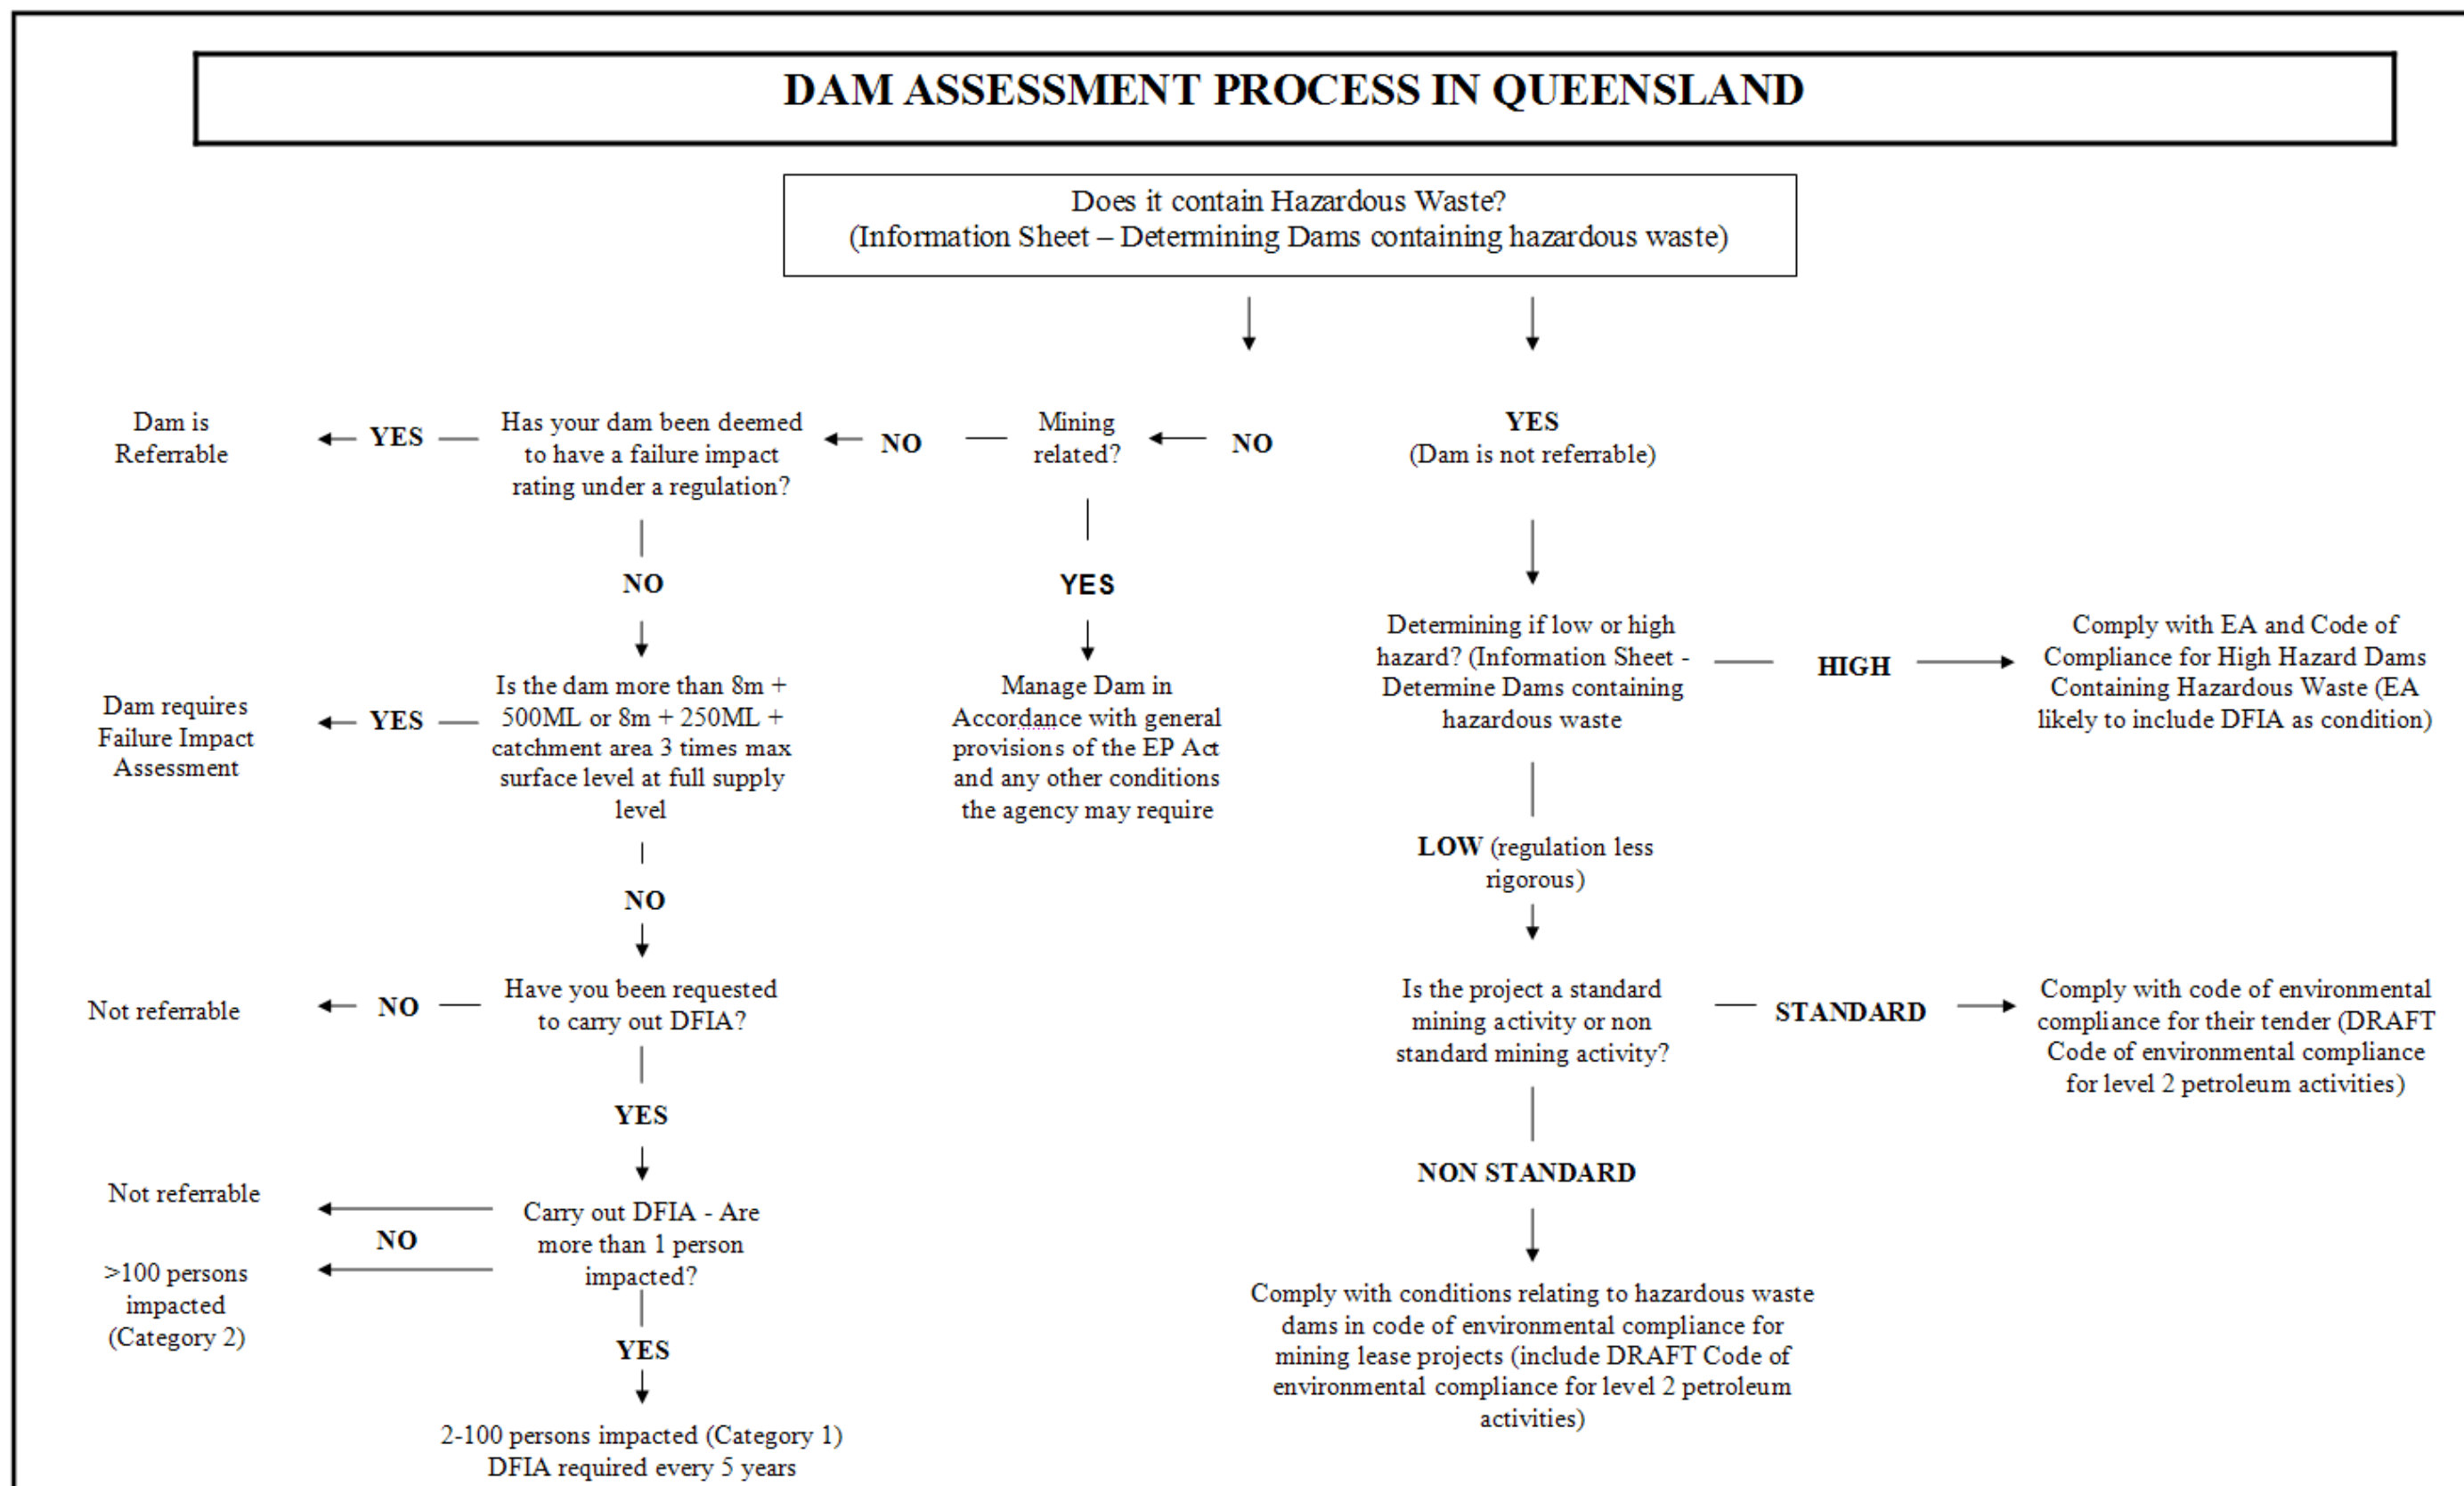 DAM ASSESSMENT PROCESS IN QUEENSLAND
Does it contain Hazardous Waste?
(Information Sheet – Determining Dams containing hazardous waste)
Dam is
Referrable
YES
Has your dam been deemed
to have a failure impact
rating under a regulation?
NO
Mining
related?
NO
YES
(Dam is not referrable)
NO
YES
Determining if low or high
hazard? (Information Sheet -
Determine Dams containing
hazardous waste
HIGH
Comply with EA and Code of
Compliance for High Hazard Dams
Containing Hazardous Waste (EA
likely to include DFIA as condition)
Dam requires
Failure Impact
Assessment
YES
Is the dam more than 8m +
500ML or 8m + 250ML +
catchment area 3 times max
surface level at full supply
level
Manage Dam in
Accordance with general
provisions of the EP Act
and any other conditions
the agency may require
LOW (regulation less
rigorous)
NO
Not referrable
NO
Have you been requested
to carry out DFIA?
Is the project a standard
mining activity or non
standard mining activity?
STANDARD
Comply with code of environmental
compliance for their tender (DRAFT
Code of environmental compliance
for level 2 petroleum activities)
YES
NON STANDARD
Not referrable
NO
>100 persons
impacted
(Category 2)
Carry out DFIA - Are
more than 1 person
impacted?
YES
Comply with conditions relating to hazardous waste
dams in code of environmental compliance for
mining lease projects (include DRAFT Code of
environmental compliance for level 2 petroleum
activities)
2-100 persons impacted (Category 1)
DFIA required every 5 years